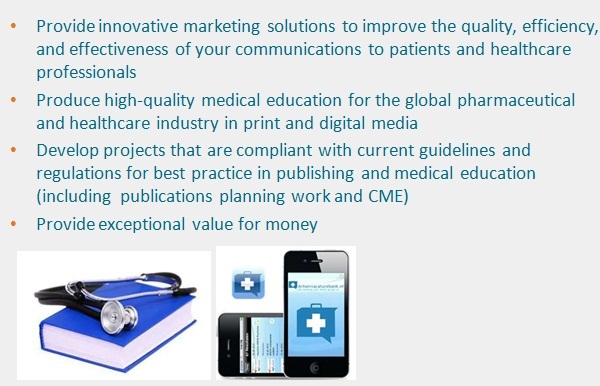 • Provide innovative marketing solutions to improve the quality, efficiency,
and effectiveness of your communications to patients and healthcare
professionals
• Produce high-quality medical education for the global pharmaceutical
and healthcare industry in print and digital media
• Develop projects that are compliant with current guidelines and
regulations for best practice in publishing and medical education
(including publications planning work and CME)
• Provide exceptional value for money